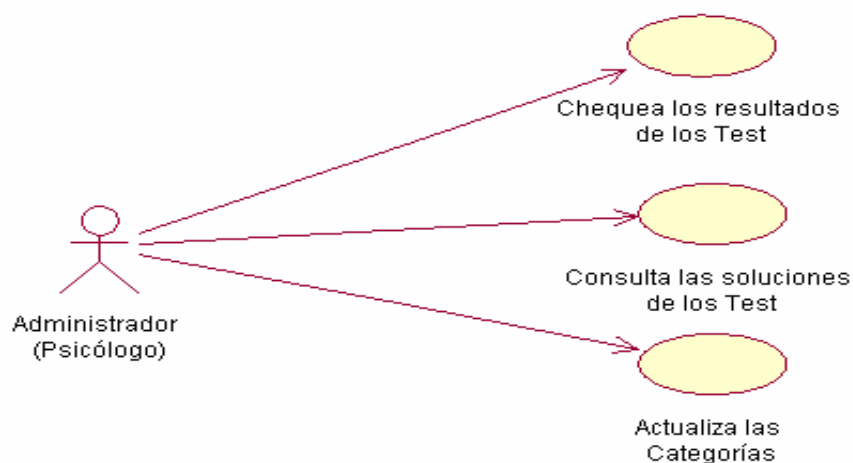 Chequea los resultados
de los Test
Consulta las soluciones
de los Test
Administrador
(Psicólogo)
Actualiza las
Categorías